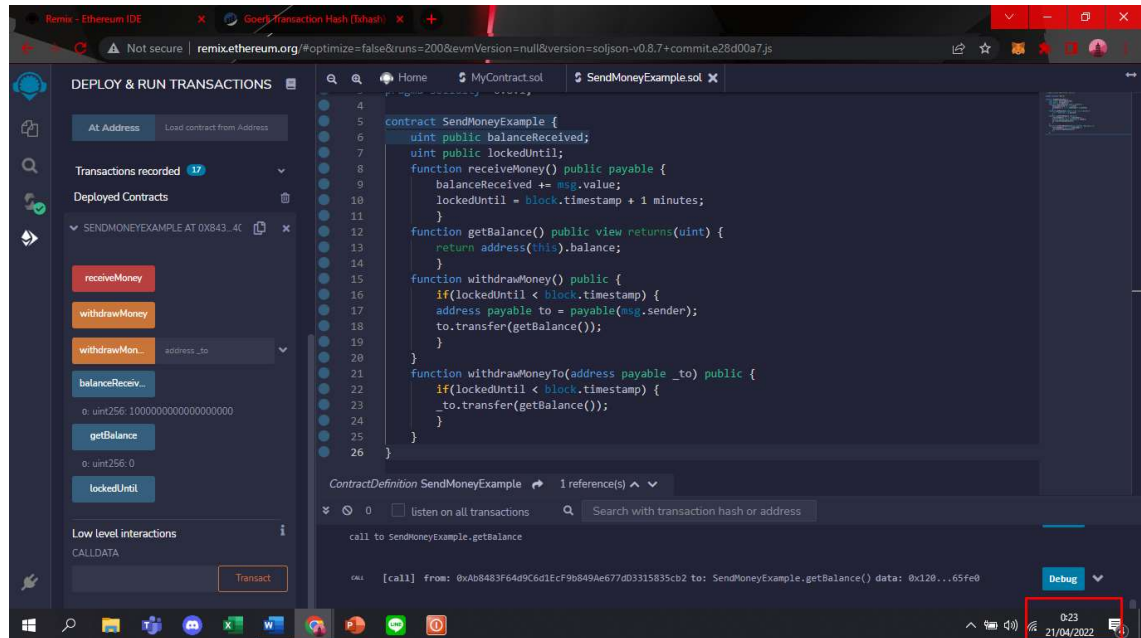 Remix - Ethereum IDE
Goerli Transaction Hash (Txhash)
Not secure | remix.ethereum.org/#optimize=false&runs=200&evmVersion=null&version=soljson-v0.8.7+commit.e28d00a7.js
DEPLOY & RUN TRANSACTIONS
At Address
Load contract from Address
Transactions recorded 17
Deployed Contracts
SENDMONEYEXAMPLE AT 0X843...4C
receiveMoney
withdrawMoney
withdrawMon... address _to
balanceReceiv...
0: uint256: 1000000000000000000
getBalance
0: uint256: 0
lockedUntil
Low level interactions
CALLDATA
Transact
Home
MyContract.sol
SendMoneyExample.sol
4
5 contract SendMoneyExample {
6 uint public balanceReceived;
7 uint public lockedUntil;
8 function receiveMoney() public payable {
9 balanceReceived += msg.value;
10 lockedUntil = block.timestamp + 1 minutes;
11 }
12 function getBalance() public view returns(uint) {
13 return address(this).balance;
14 }
15 function withdrawMoney() public {
16 if(lockedUntil < block.timestamp) {
17 address payable to = payable(msg.sender);
18 to.transfer(getBalance());
19 }
20 }
21 function withdrawMoneyTo(address payable _to) public {
22 if(lockedUntil < block.timestamp) {
23 _to.transfer(getBalance());
24 }
25 }
26 }
ContractDefinition SendMoneyExample 1 reference(s)
0 listen on all transactions Search with transaction hash or address
call to SendMoneyExample.getBalance
CALL [call] from: 0xAb8483F64d9C6d1EcF9b849Ae677dD3315835cb2 to: SendMoneyExample.getBalance() data: 0x120...65fe0
Debug
0:23
21/04/2022